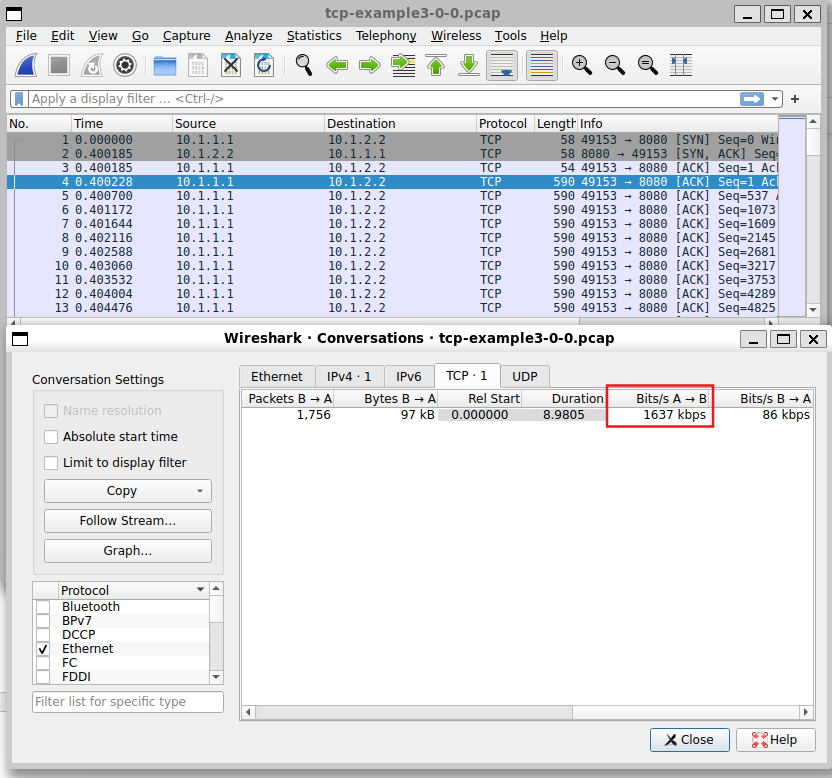 tcp-example3-0-0.pcap
File Edit View Go Capture Analyze Statistics Telephony Wireless Tools Help
Apply a display filter … <Ctrl-/>
No. Time Source Destination Protocol Length Info
1 0.000000 10.1.1.1 10.1.2.2 TCP 58 49153 → 8080 [SYN] Seq=0 Win
2 0.400185 10.1.2.2 10.1.1.1 TCP 58 8080 → 49153 [SYN, ACK] Seq=
3 0.400185 10.1.1.1 10.1.2.2 TCP 54 49153 → 8080 [ACK] Seq=1 Ack
4 0.400228 10.1.1.1 10.1.2.2 TCP 590 49153 → 8080 [ACK] Seq=1 Ac
5 0.400700 10.1.1.1 10.1.2.2 TCP 590 49153 → 8080 [ACK] Seq=537 A
6 0.401172 10.1.1.1 10.1.2.2 TCP 590 49153 → 8080 [ACK] Seq=1073
7 0.401644 10.1.1.1 10.1.2.2 TCP 590 49153 → 8080 [ACK] Seq=1609
8 0.402116 10.1.1.1 10.1.2.2 TCP 590 49153 → 8080 [ACK] Seq=2145
9 0.402588 10.1.1.1 10.1.2.2 TCP 590 49153 → 8080 [ACK] Seq=2681
10 0.403060 10.1.1.1 10.1.2.2 TCP 590 49153 → 8080 [ACK] Seq=3217
11 0.403532 10.1.1.1 10.1.2.2 TCP 590 49153 → 8080 [ACK] Seq=3753
12 0.404004 10.1.1.1 10.1.2.2 TCP 590 49153 → 8080 [ACK] Seq=4289
13 0.404476 10.1.1.1 10.1.2.2 TCP 590 49153 → 8080 [ACK] Seq=4825
Wireshark · Conversations · tcp-example3-0-0.pcap
Conversation Settings
Name resolution
Absolute start time
Limit to display filter
Copy
Follow Stream…
Graph…
Protocol
Bluetooth
BPv7
DCCP
Ethernet
FC
FDDI
Filter list for specific type
Ethernet IPv4 · 1 IPv6 TCP · 1 UDP
Packets B → A Bytes B → A Rel Start Duration Bits/s A → B Bits/s B → A
1,756 97 kB 0.000000 8.9805 1637 kbps 86 kbps
Close Help